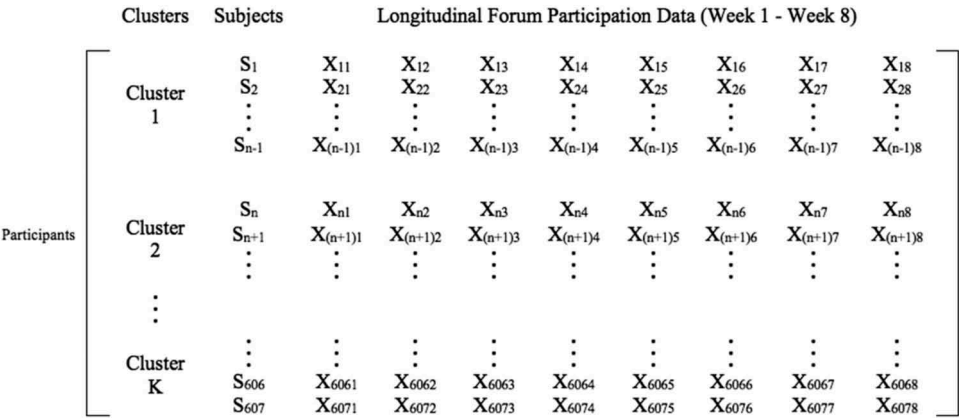 Clusters Subjects Longitudinal Forum Participation Data (Week 1 - Week 8)
S1 X11 X12 X13 X14 X15 X16 X17 X18
Cluster 1
S2 X21 X22 X23 X24 X25 X26 X27 X28
⋮ ⋮ ⋮ ⋮ ⋮ ⋮ ⋮ ⋮ ⋮
Sn-1 X(n-1)1 X(n-1)2 X(n-1)3 X(n-1)4 X(n-1)5 X(n-1)6 X(n-1)7 X(n-1)8
Participants
Sn Xn1 Xn2 Xn3 Xn4 Xn5 Xn6 Xn7 Xn8
Cluster 2
Sn+1 X(n+1)1 X(n+1)2 X(n+1)3 X(n+1)4 X(n+1)5 X(n+1)6 X(n+1)7 X(n+1)8
⋮ ⋮ ⋮ ⋮ ⋮ ⋮ ⋮ ⋮ ⋮
⋮
⋮ ⋮ ⋮ ⋮ ⋮ ⋮ ⋮ ⋮ ⋮
Cluster K
S606 X6061 X6062 X6063 X6064 X6065 X6066 X6067 X6068
S607 X6071 X6072 X6073 X6074 X6075 X6076 X6077 X6078